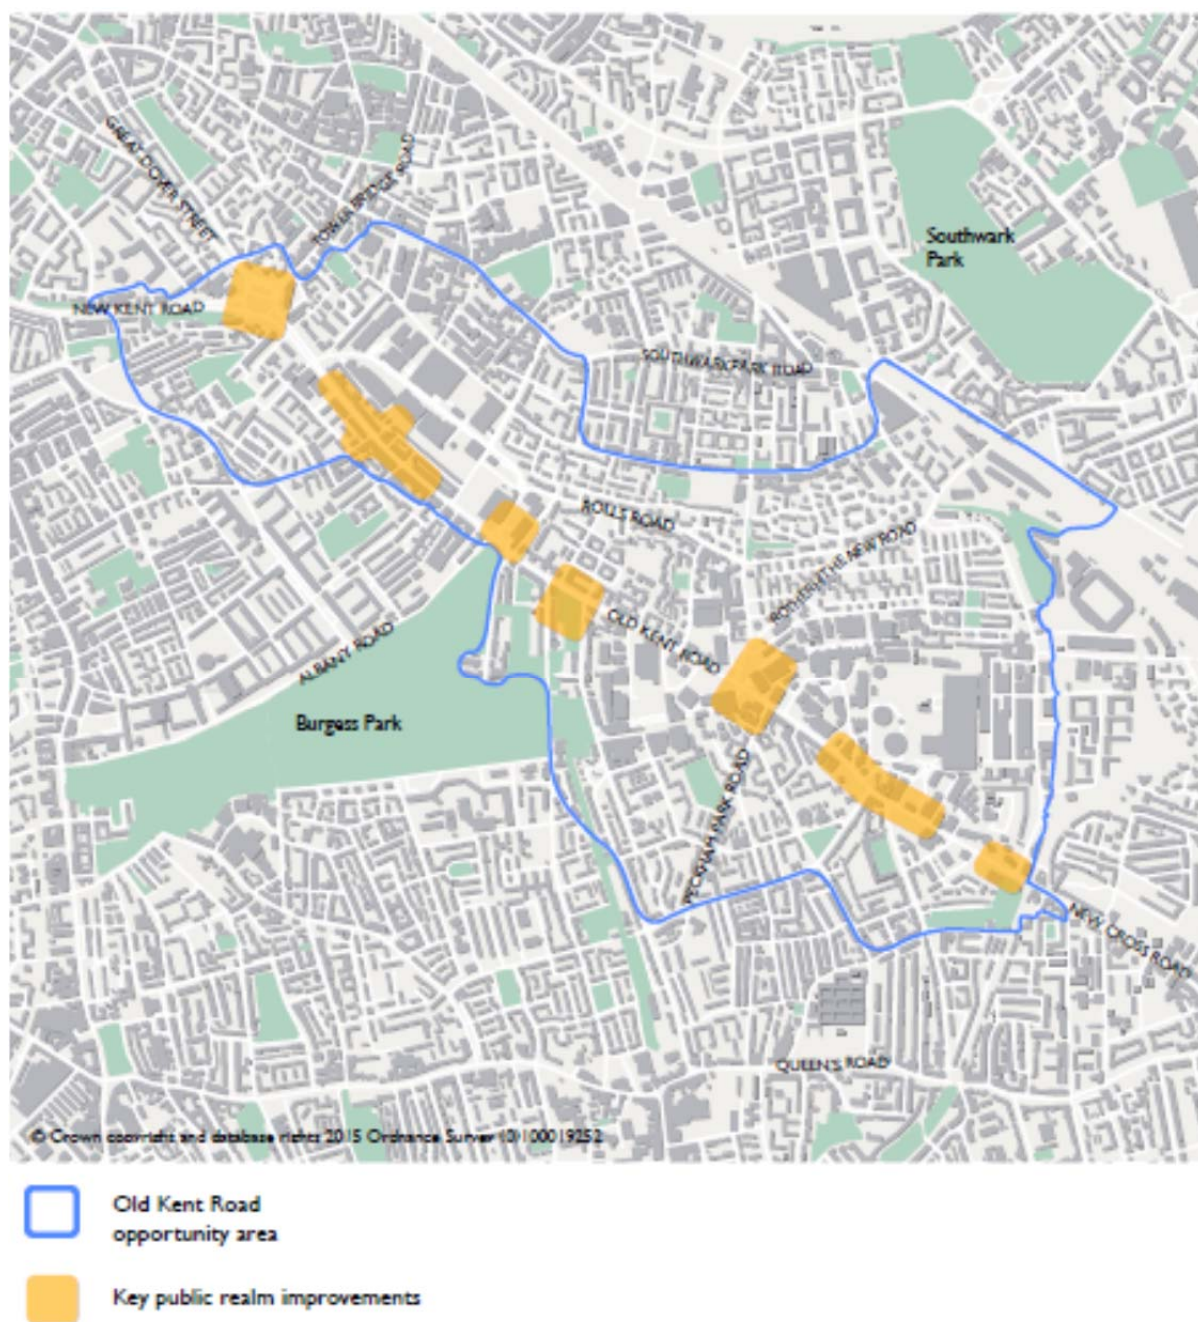 GREAT DOVER STREET
TOWER BRIDGE ROAD
Southwark
Park
NEW KENT ROAD
SOUTHWARK PARK ROAD
ROLLS ROAD
ROTHERHITHE NEW ROAD
OLD KENT ROAD
ALBANY ROAD
Burgess Park
PECKHAM PARK ROAD
NEW CROSS ROAD
QUEEN'S ROAD
© Crown copyright and database rights 2015 Ordnance Survey (0)100019252
Old Kent Road
opportunity area
Key public realm improvements